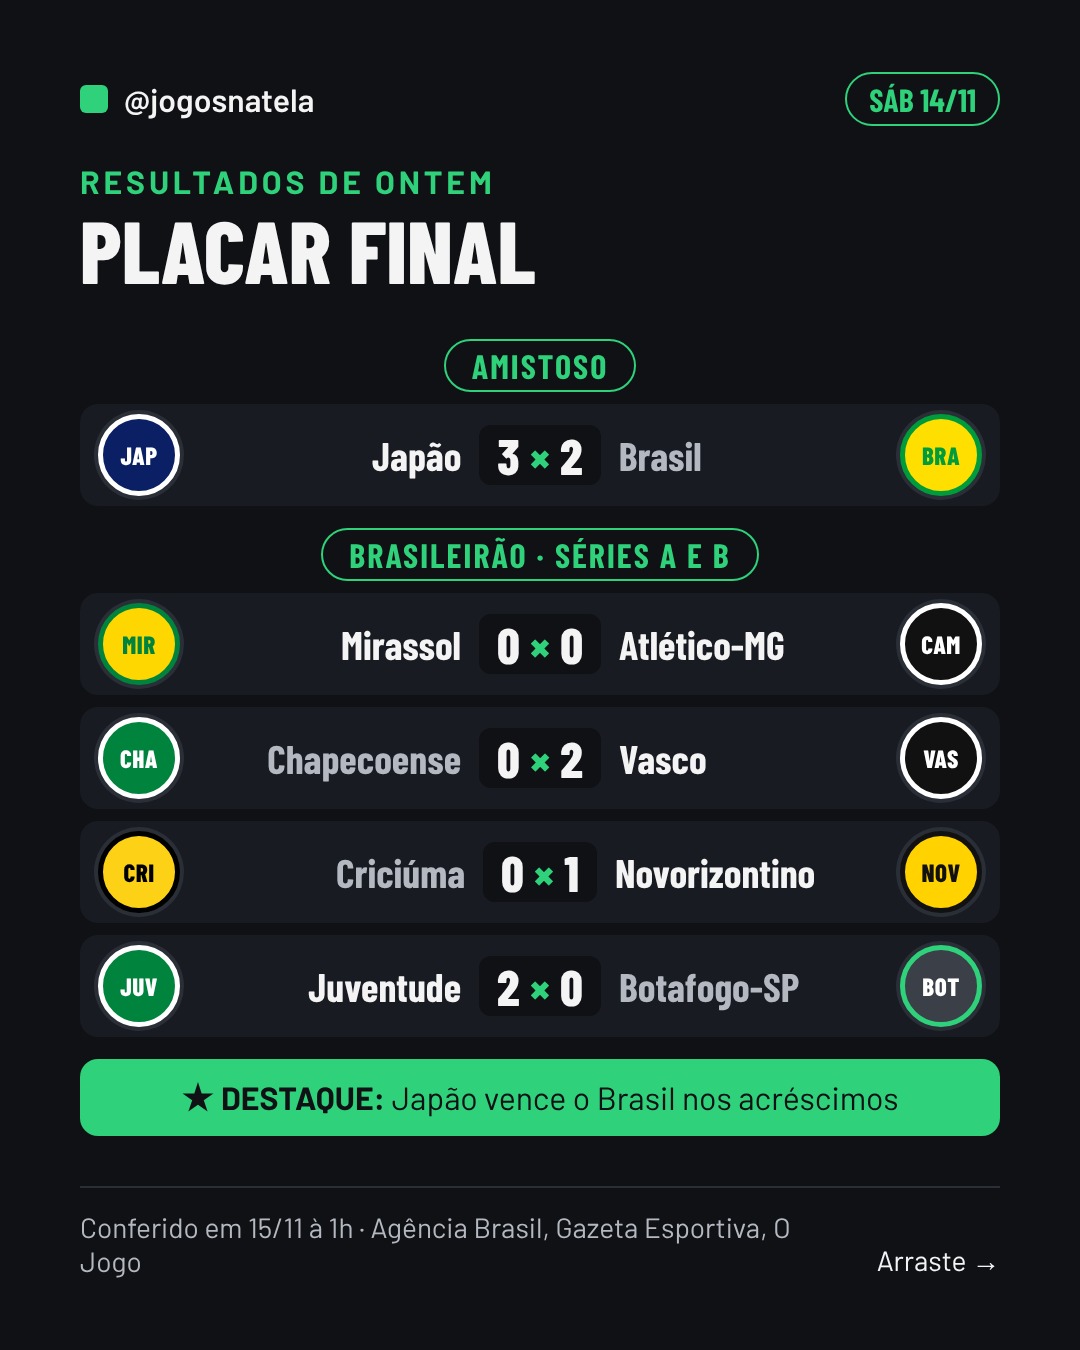 @jogosnatela
SÁB 14/11
RESULTADOS DE ONTEM
PLACAR FINAL
AMISTOSO
JAP Japão 3 × 2 Brasil BRA
BRASILEIRÃO · SÉRIES A E B
MIR Mirassol 0 × 0 Atlético-MG CAM
CHA Chapecoense 0 × 2 Vasco VAS
CRI Criciúma 0 × 1 Novorizontino NOV
JUV Juventude 2 × 0 Botafogo-SP BOT
★ DESTAQUE: Japão vence o Brasil nos acréscimos
Conferido em 15/11 à 1h · Agência Brasil, Gazeta Esportiva, O
Jogo
Arraste →